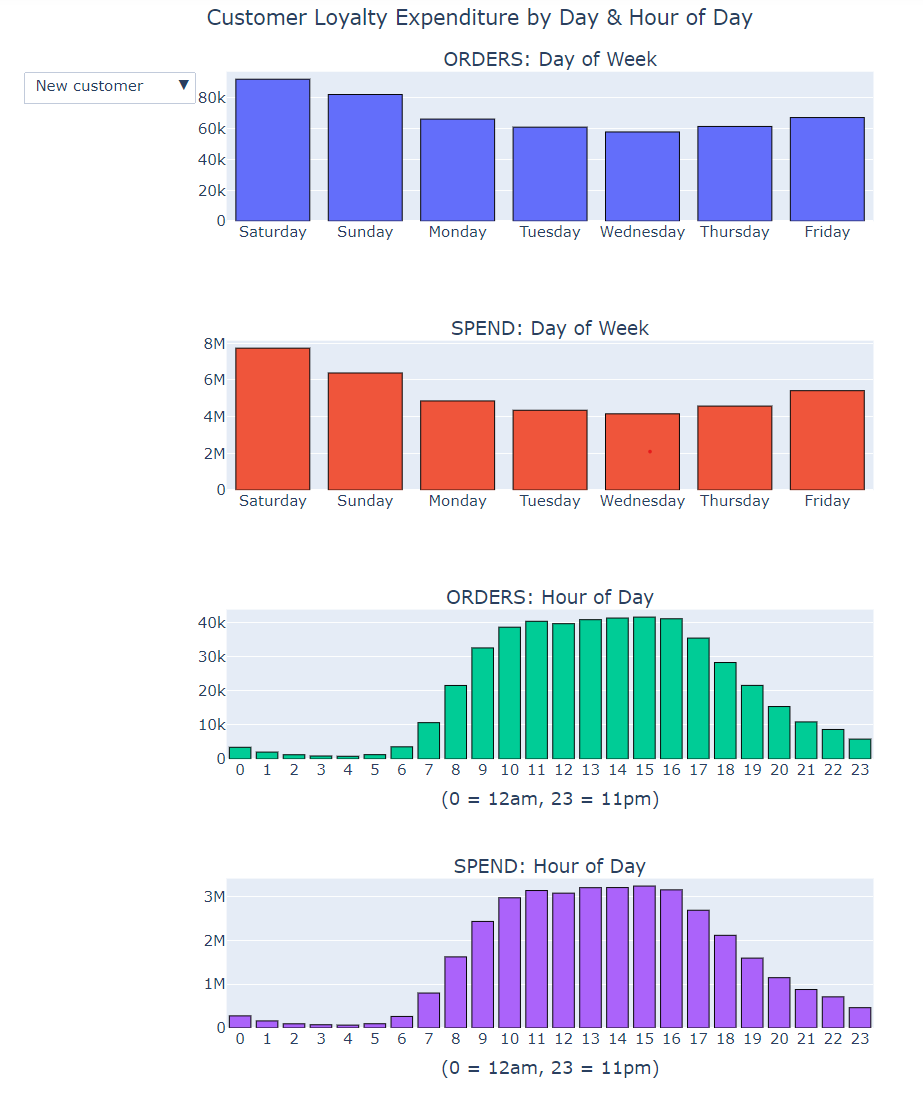 Customer Loyalty Expenditure by Day & Hour of Day
ORDERS: Day of Week
New customer ▼
80k
60k
40k
20k
0
Saturday Sunday Monday Tuesday Wednesday Thursday Friday
SPEND: Day of Week
8M
6M
4M
2M
0
Saturday Sunday Monday Tuesday Wednesday Thursday Friday
ORDERS: Hour of Day
40k
30k
20k
10k
0
0 1 2 3 4 5 6 7 8 9 10 11 12 13 14 15 16 17 18 19 20 21 22 23
(0 = 12am, 23 = 11pm)
SPEND: Hour of Day
3M
2M
1M
0
0 1 2 3 4 5 6 7 8 9 10 11 12 13 14 15 16 17 18 19 20 21 22 23
(0 = 12am, 23 = 11pm)